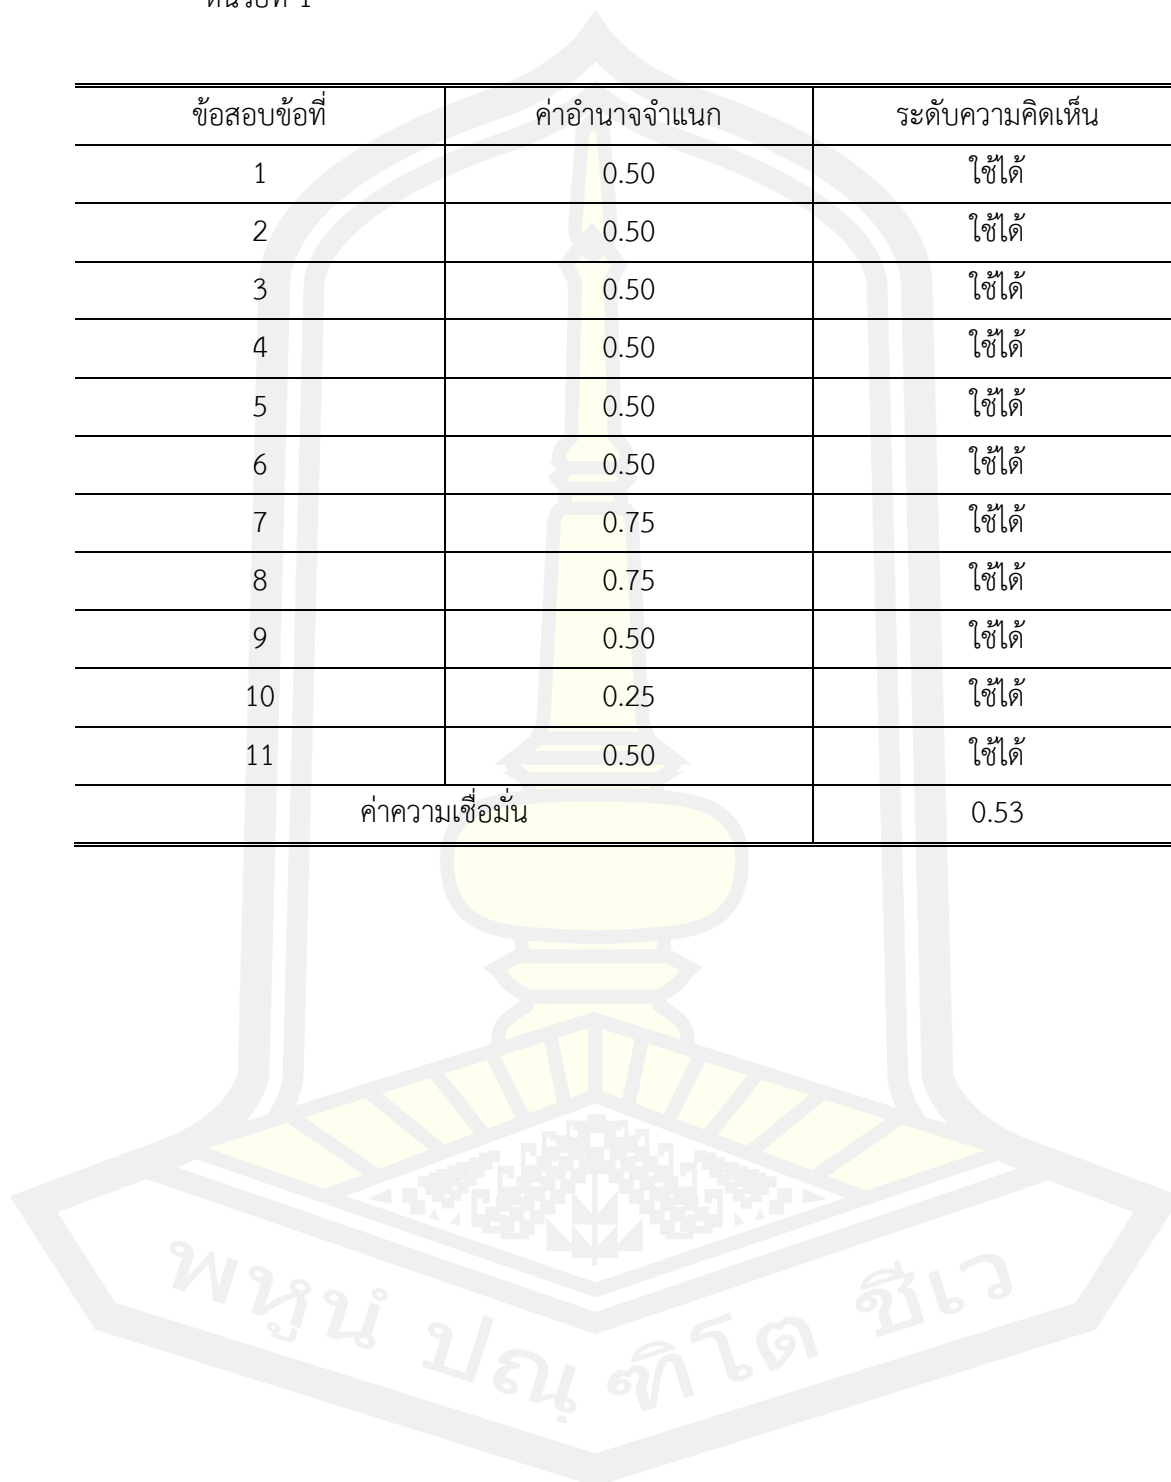 หน่วยที่ 1
ข้อสอบข้อที่ ค่าอำนาจจำแนก ระดับความคิดเห็น
1 0.50 ใช้ได้
2 0.50 ใช้ได้
3 0.50 ใช้ได้
4 0.50 ใช้ได้
5 0.50 ใช้ได้
6 0.50 ใช้ได้
7 0.75 ใช้ได้
8 0.75 ใช้ได้
9 0.50 ใช้ได้
10 0.25 ใช้ได้
11 0.50 ใช้ได้
ค่าความเชื่อมั่น 0.53
พหูนํ ปณฺฑิโต ชีเว